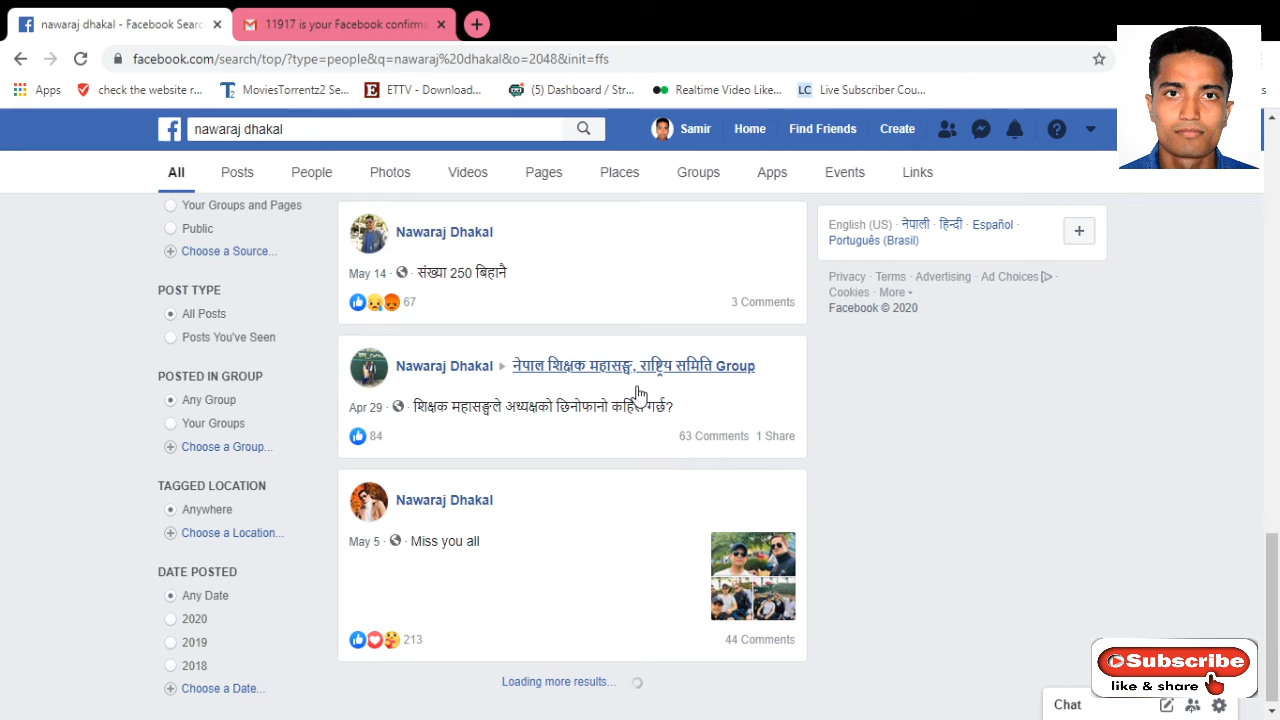 nawaraj dhakal - Facebook Sear
11917 is your Facebook confirma
facebook.com/search/top/?type=people&q=nawaraj%20dhakal&o=2048&init=ffs
Apps
check the website r...
MoviesTorrentz2 Se...
ETTV - Download...
(5) Dashboard / Str...
Realtime Video Like...
LC Live Subscriber Cou...
nawaraj dhakal
Samir
Home
Find Friends
Create
All
Posts
People
Photos
Videos
Pages
Places
Groups
Apps
Events
Links
Your Groups and Pages
Public
Choose a Source...
POST TYPE
All Posts
Posts You've Seen
POSTED IN GROUP
Any Group
Your Groups
Choose a Group...
TAGGED LOCATION
Anywhere
Choose a Location...
DATE POSTED
Any Date
2020
2019
2018
Choose a Date...
Nawaraj Dhakal
May 14 · संख्या 250 बिहानै
67
3 Comments
Nawaraj Dhakal ▸ नेपाल शिक्षक महासङ्घ, राष्ट्रिय समिति Group
Apr 29 · शिक्षक महासङ्घले अध्यक्षको छिनोफानो गर्छ?
84
63 Comments 1 Share
Nawaraj Dhakal
May 5 · Miss you all
213
44 Comments
Loading more results...
English (US) · नेपाली · हिन्दी · Español ·
Português (Brasil)
Privacy · Terms · Advertising · Ad Choices ·
Cookies · More
Facebook © 2020
Subscribe
like & share
Chat